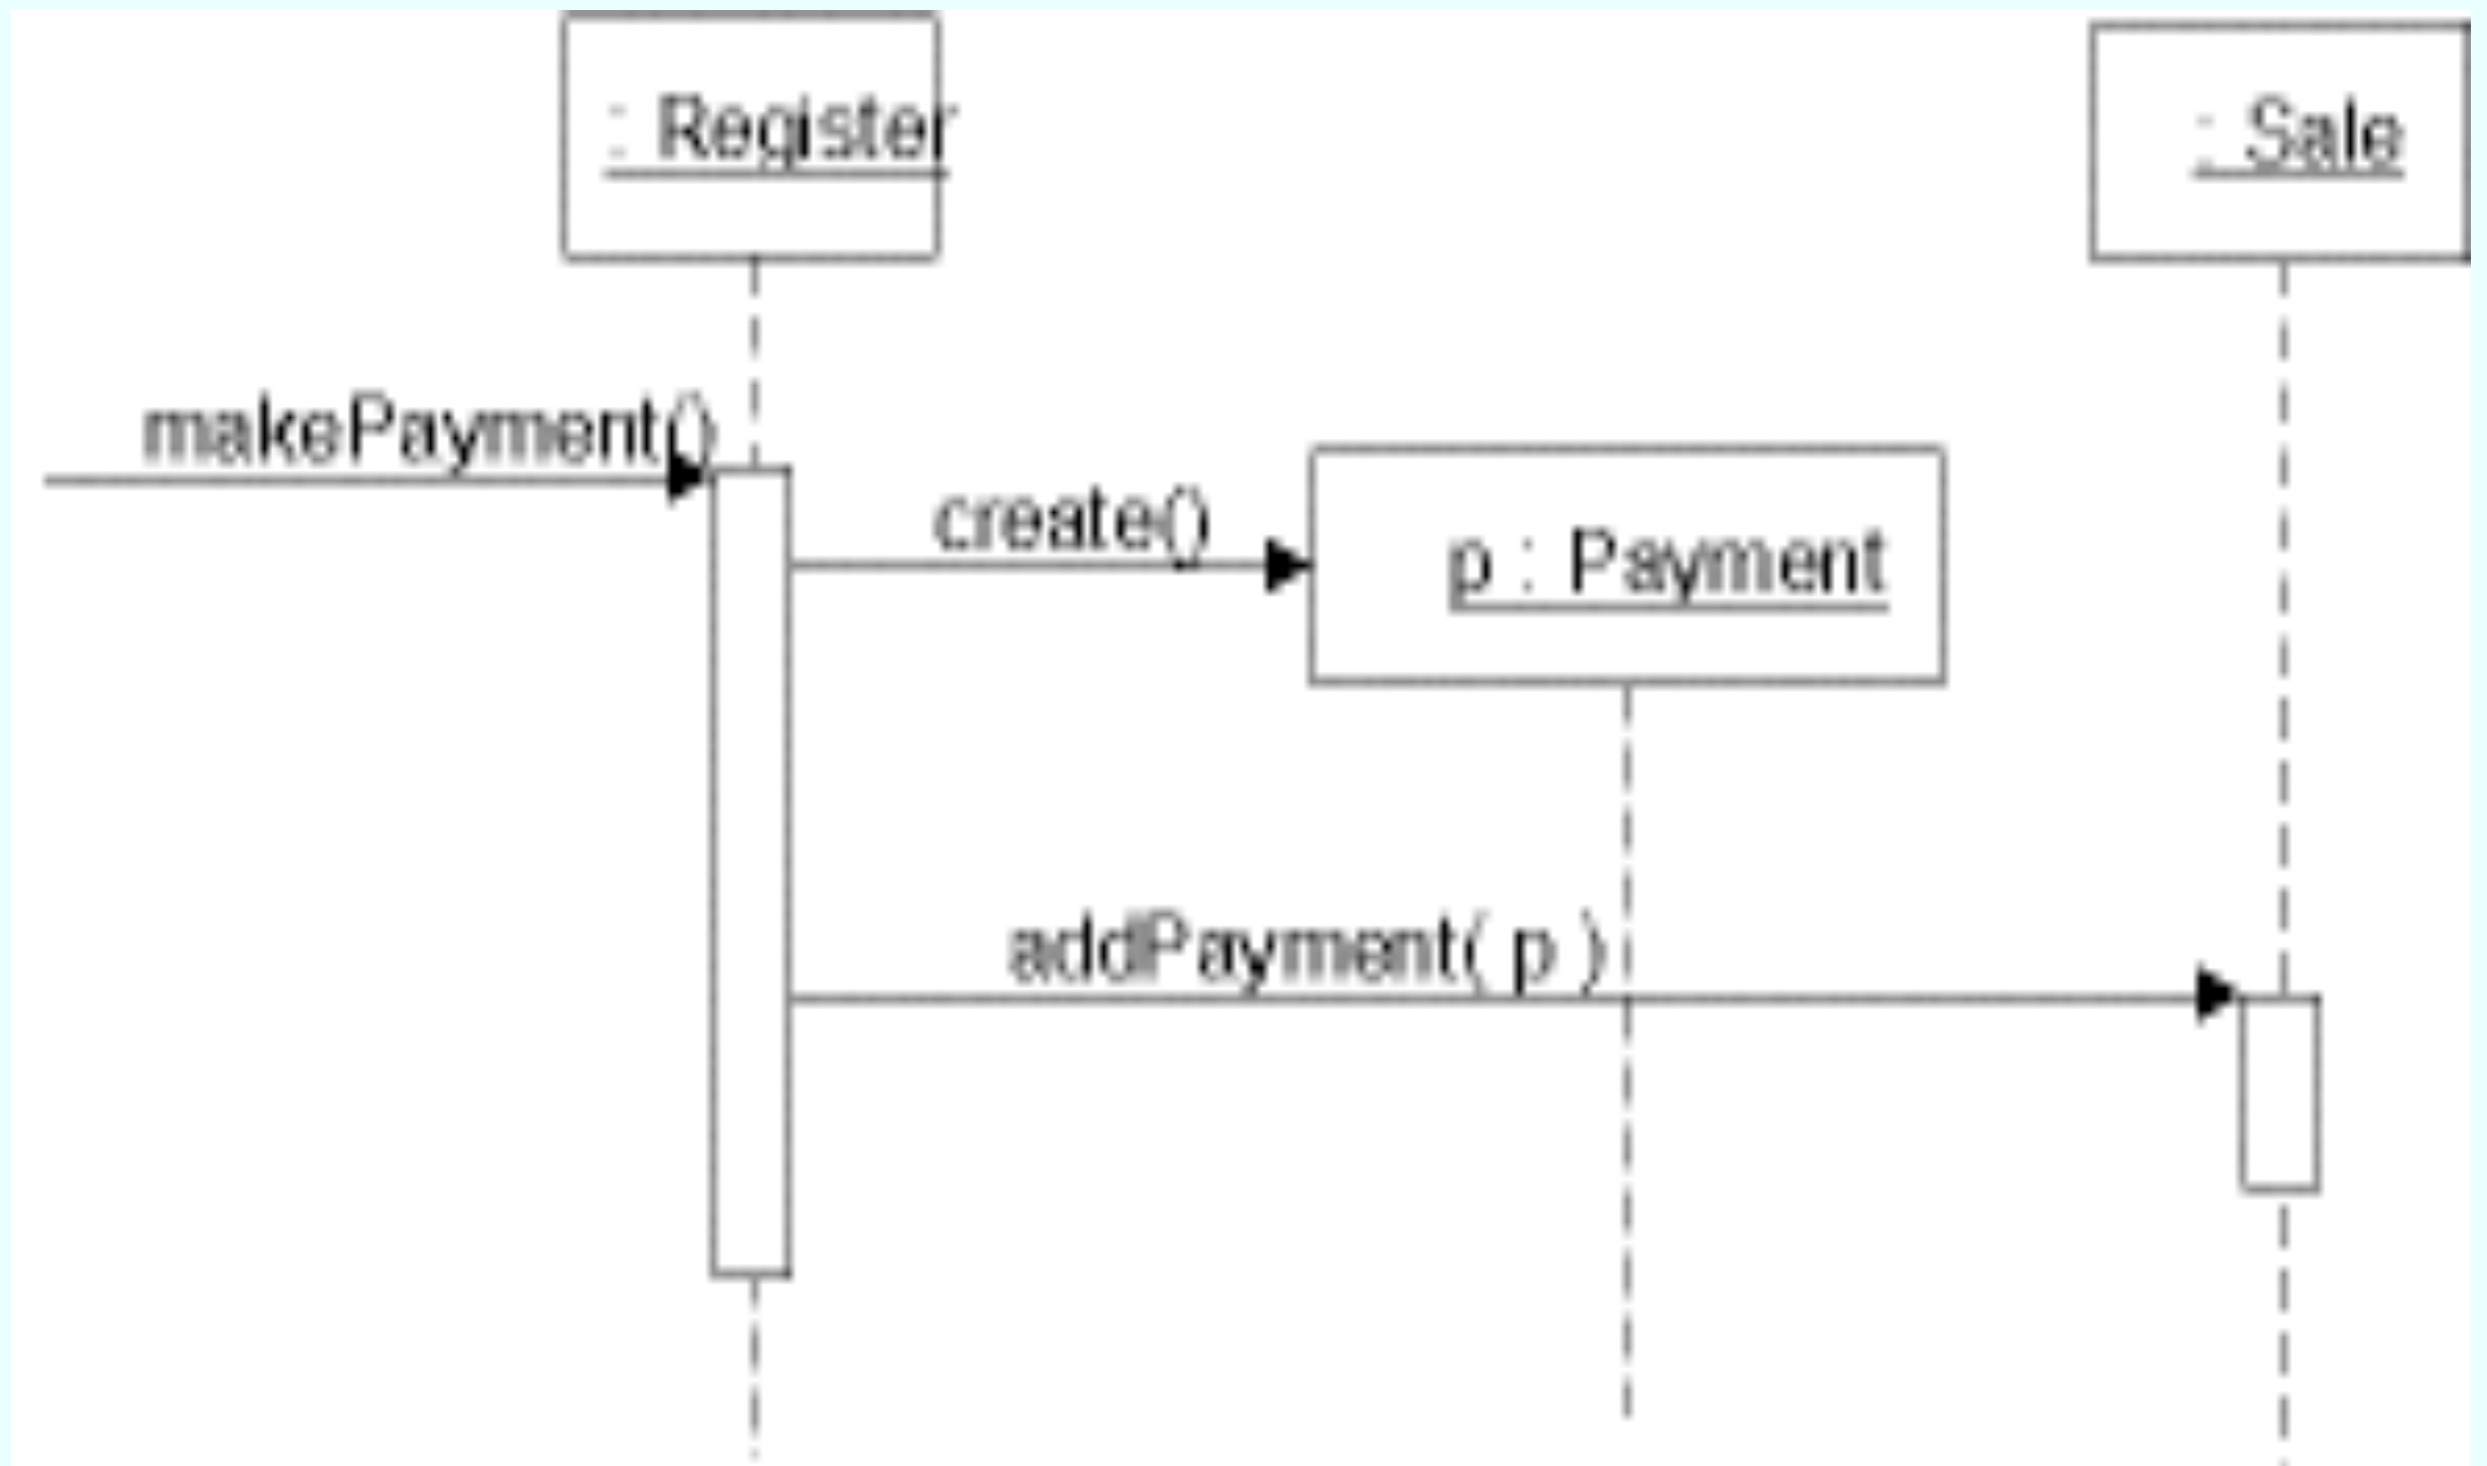 : Register
: Sale
makePayment()
create()
p : Payment
addPayment( p )